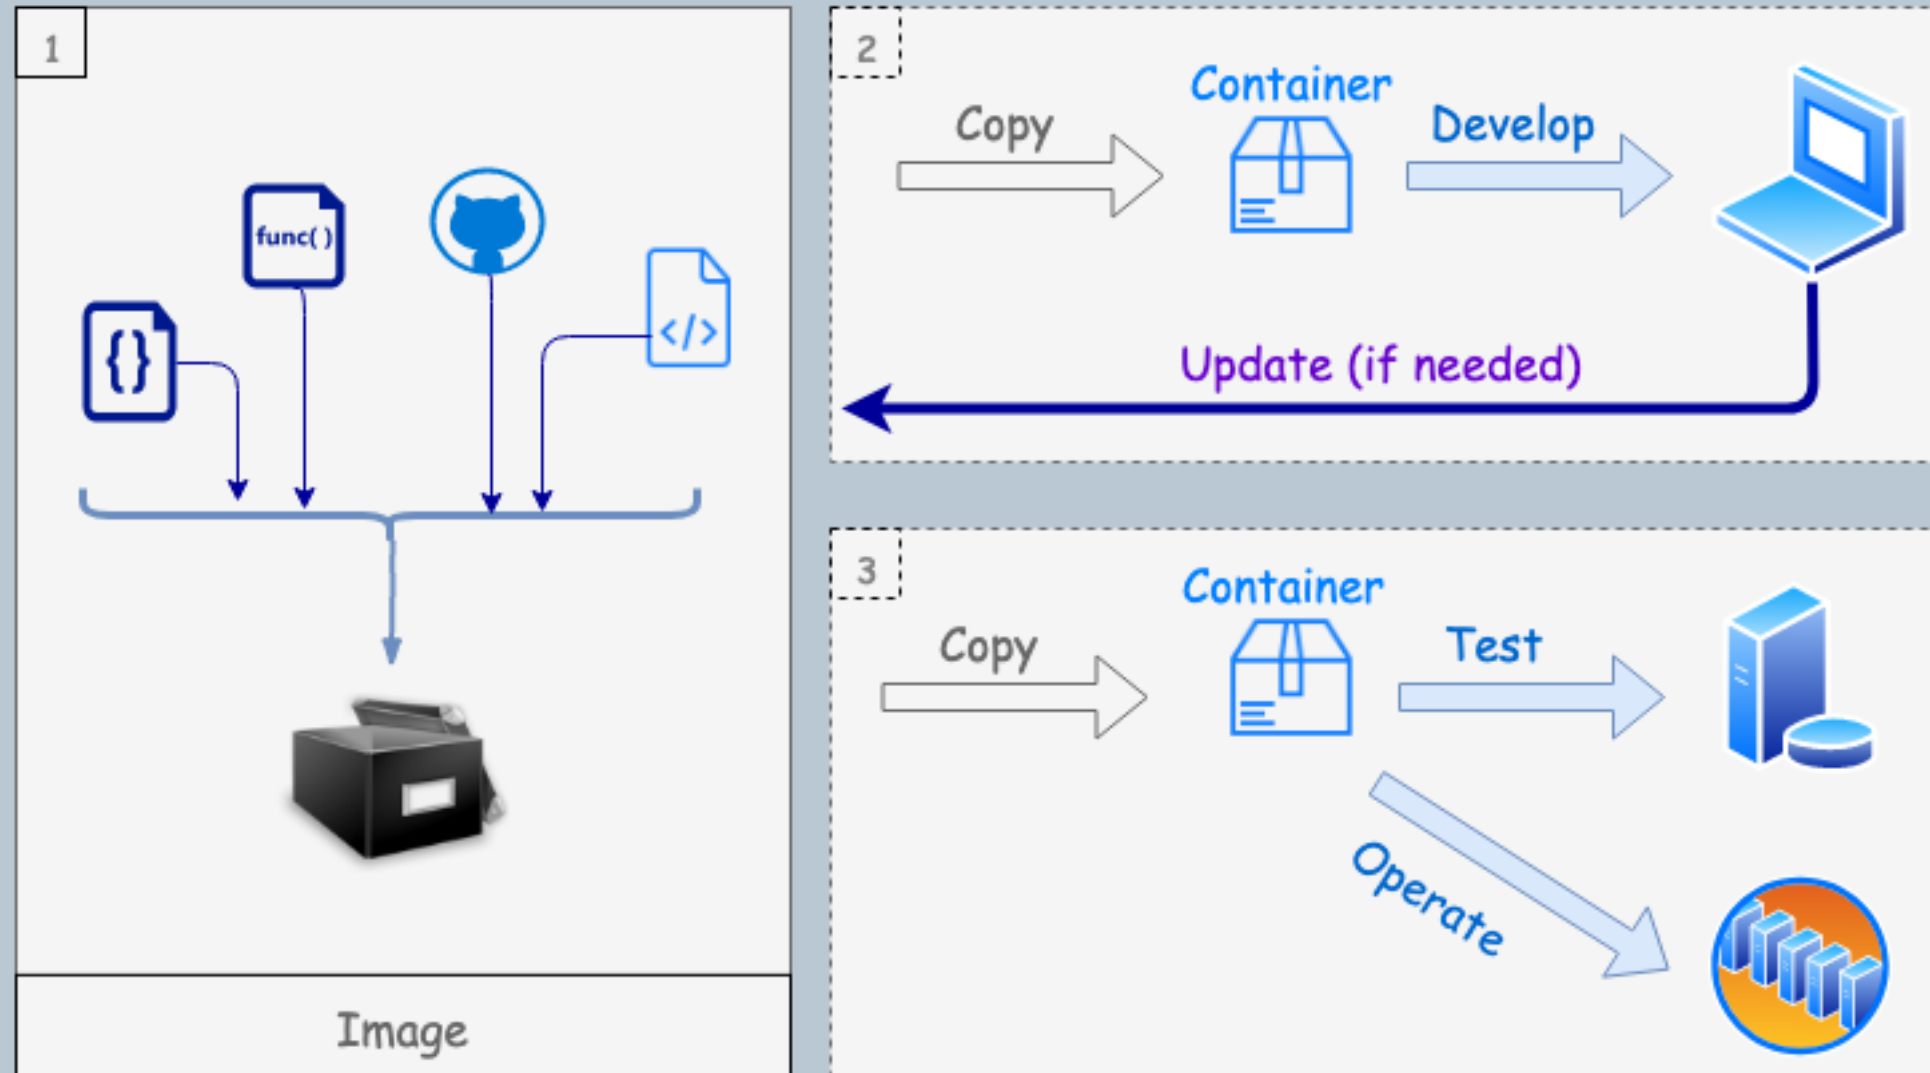 1
func( )
{}
</>
Image
2
Copy
Container
Develop
Update (if needed)
3
Copy
Container
Test
Operate